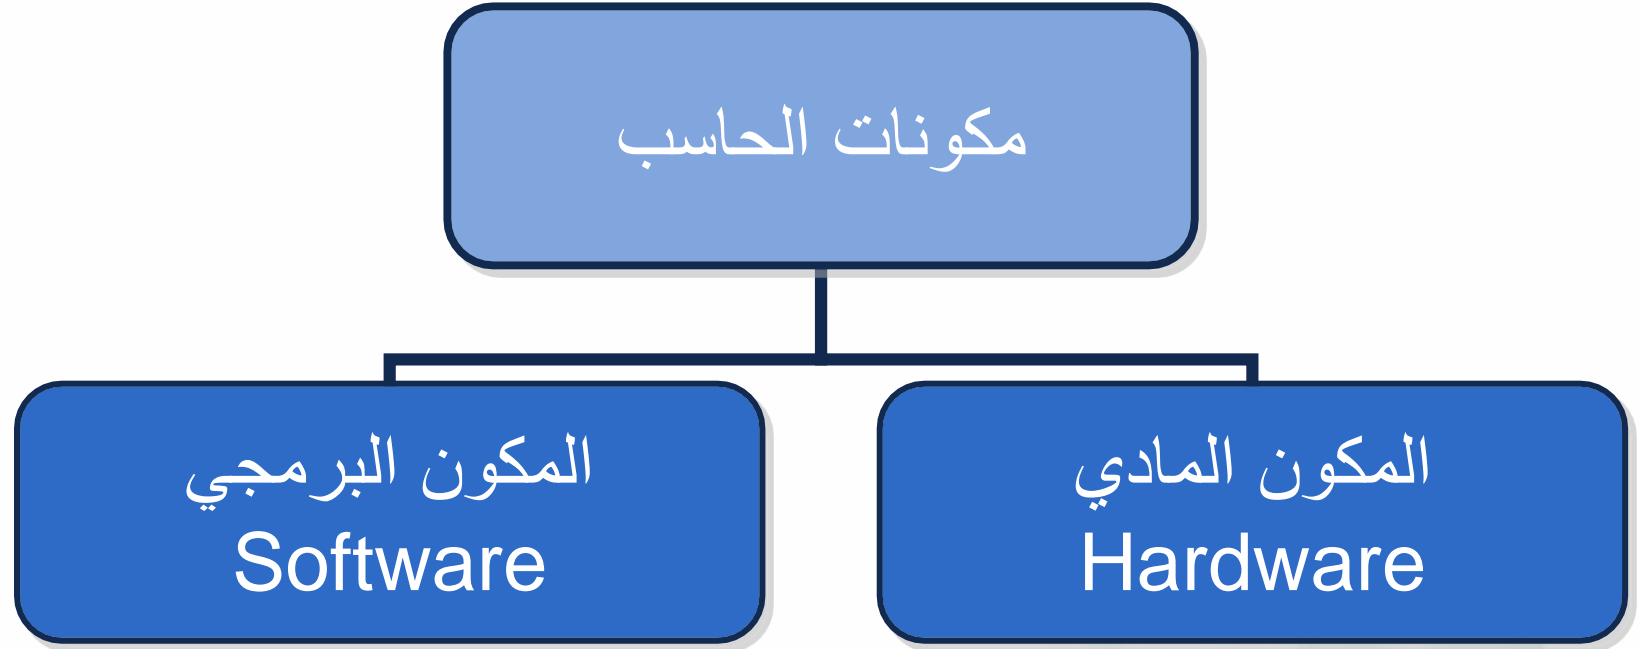 مكونات الحاسب
المكون المادي
Hardware
المكون البرمجي
Software